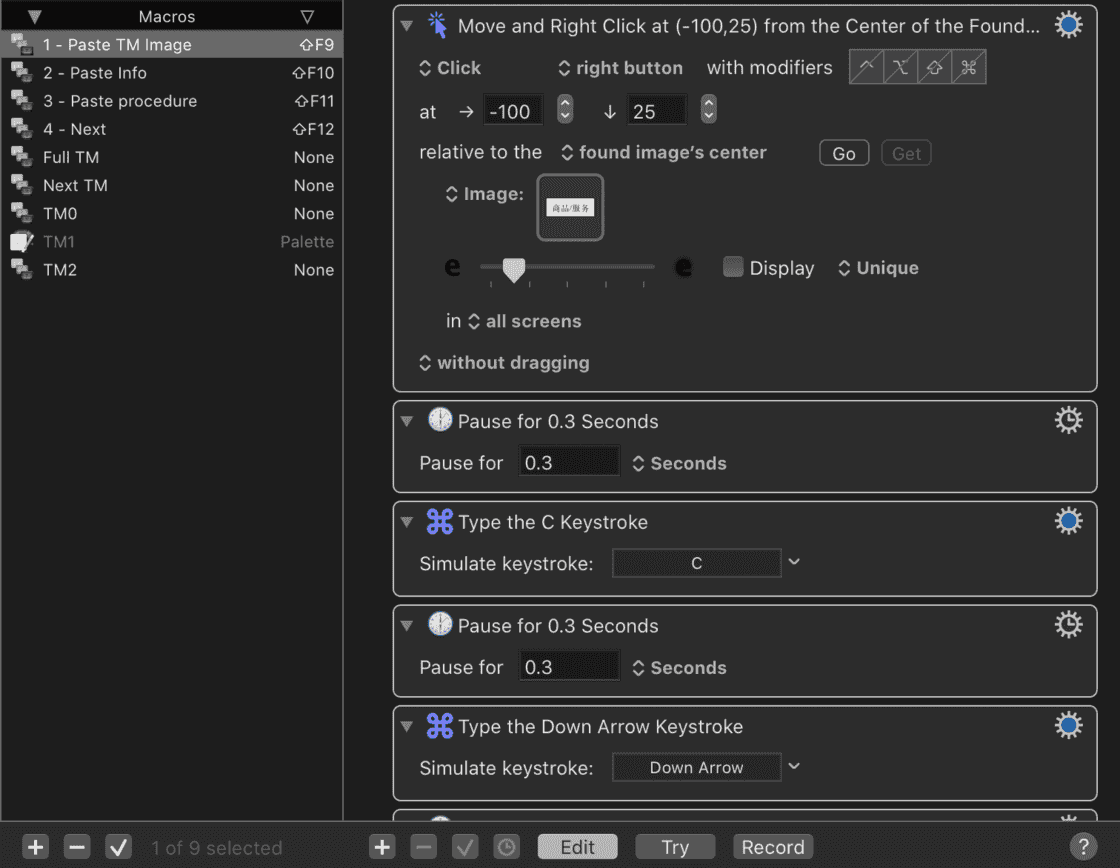 Macros
1 - Paste TM Image ⇧F9
2 - Paste Info ⇧F10
3 - Paste procedure ⇧F11
4 - Next ⇧F12
Full TM None
Next TM None
TM0 None
TM1 Palette
TM2 None
1 of 9 selected
Move and Right Click at (-100,25) from the Center of the Found...
Click right button with modifiers ^ ⌥ ⇧ ⌘
at → -100 ↓ 25
relative to the found image's center Go Get
Image: 商品/服务
e e Display Unique
in all screens
without dragging
Pause for 0.3 Seconds
Pause for 0.3 Seconds
Type the C Keystroke
Simulate keystroke: C
Pause for 0.3 Seconds
Pause for 0.3 Seconds
Type the Down Arrow Keystroke
Simulate keystroke: Down Arrow
Edit Try Record ?